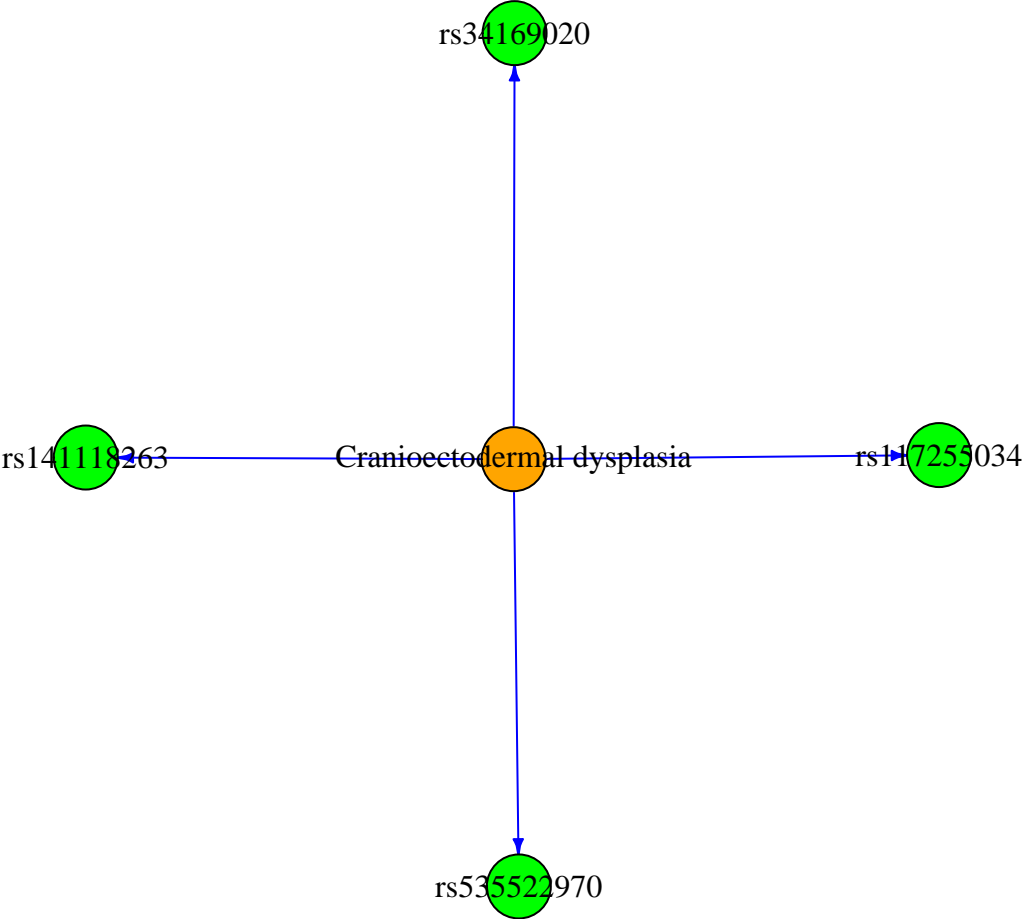 rs34169020
rs141118263
Cranioectodermal dysplasia
rs117255034
rs535522970